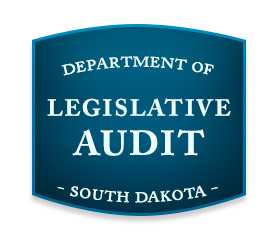 DEPARTMENT OF
LEGISLATIVE
AUDIT
- SOUTH DAKOTA -